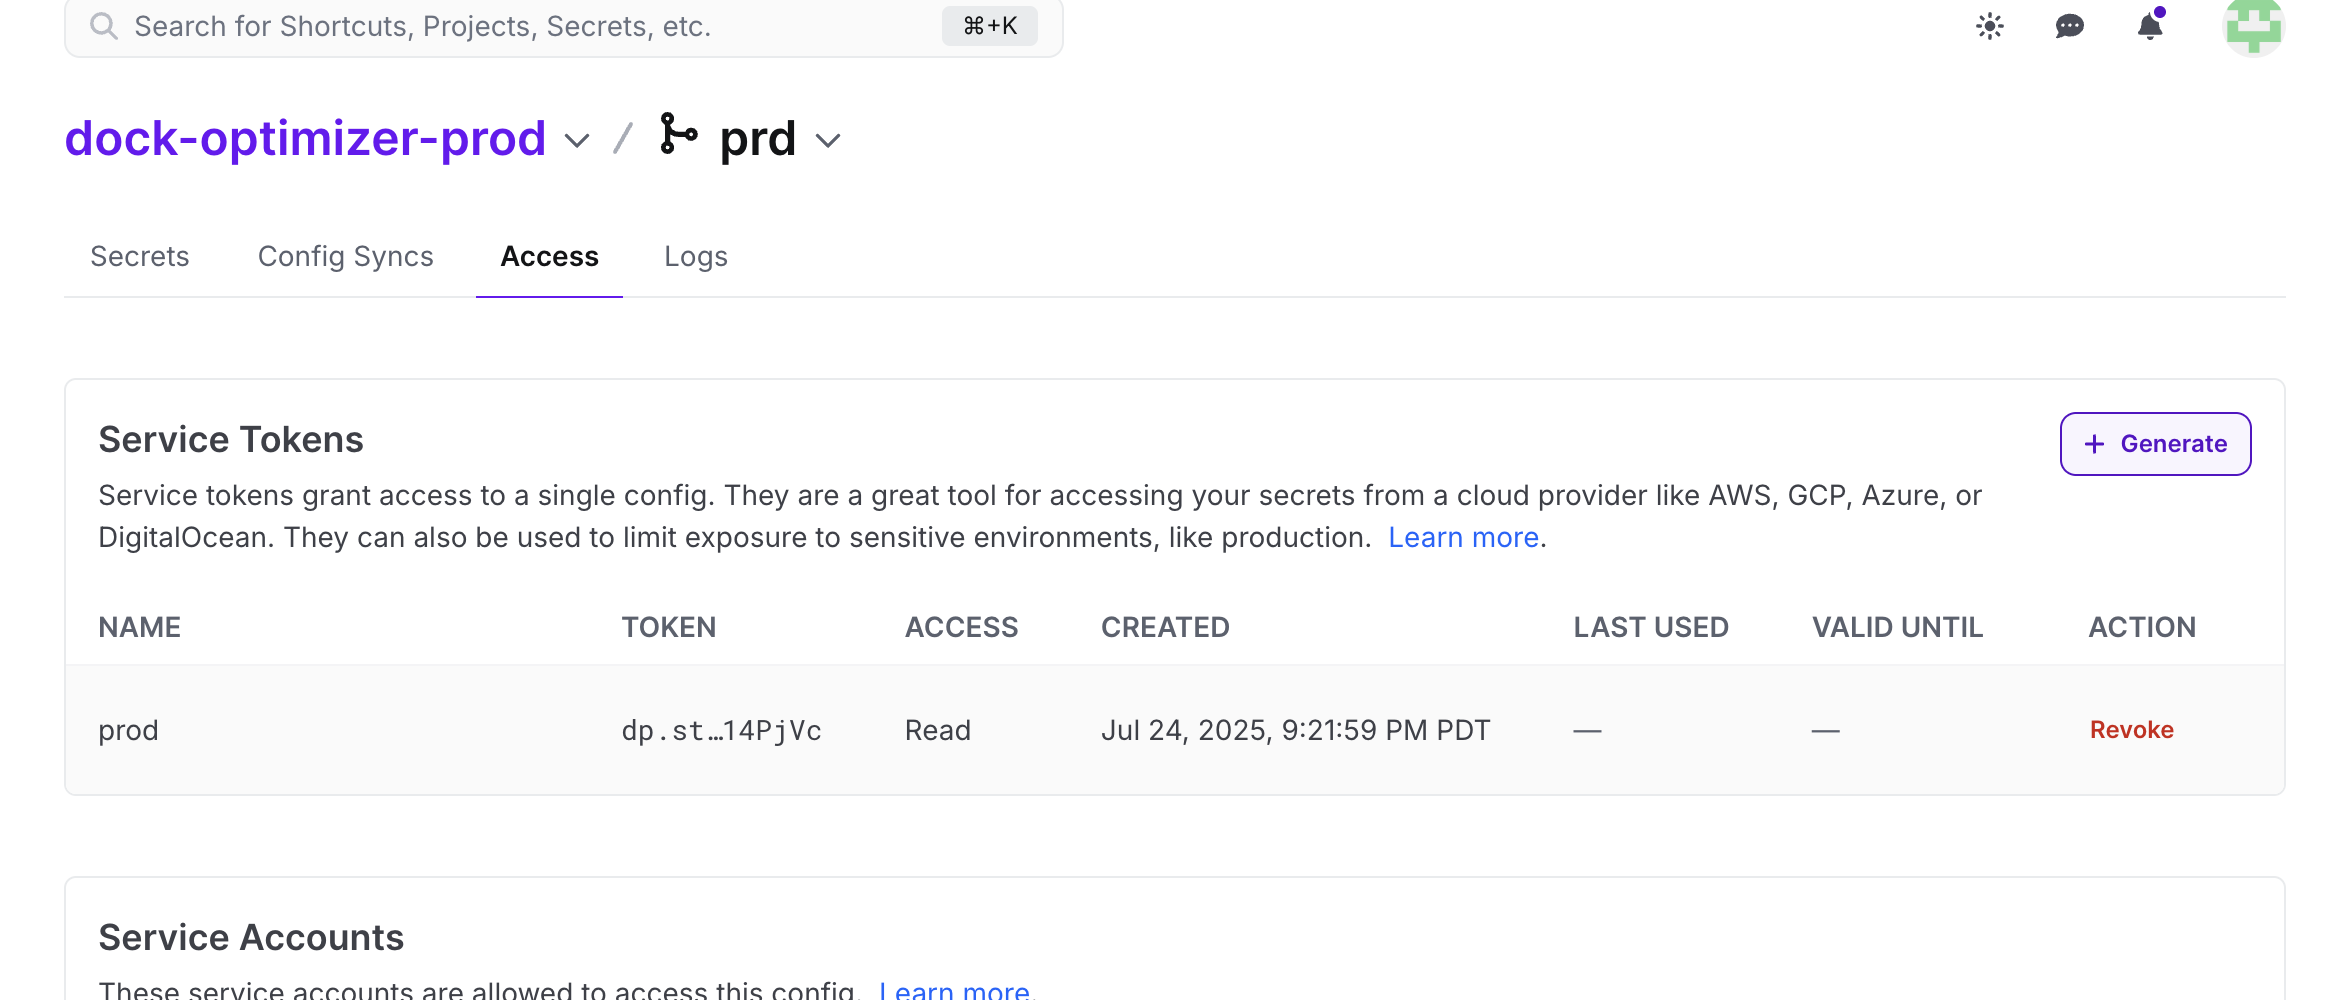 Search for Shortcuts, Projects, Secrets, etc. ⌘+K
dock-optimizer-prod / prd
Secrets Config Syncs Access Logs
Service Tokens
+ Generate
Service tokens grant access to a single config. They are a great tool for accessing your secrets from a cloud provider like AWS, GCP, Azure, or
DigitalOcean. They can also be used to limit exposure to sensitive environments, like production. Learn more.
NAME TOKEN ACCESS CREATED LAST USED VALID UNTIL ACTION
prod dp.st…14PjVc Read Jul 24, 2025, 9:21:59 PM PDT — — Revoke
Service Accounts
These service accounts are allowed to access this config. Learn more.